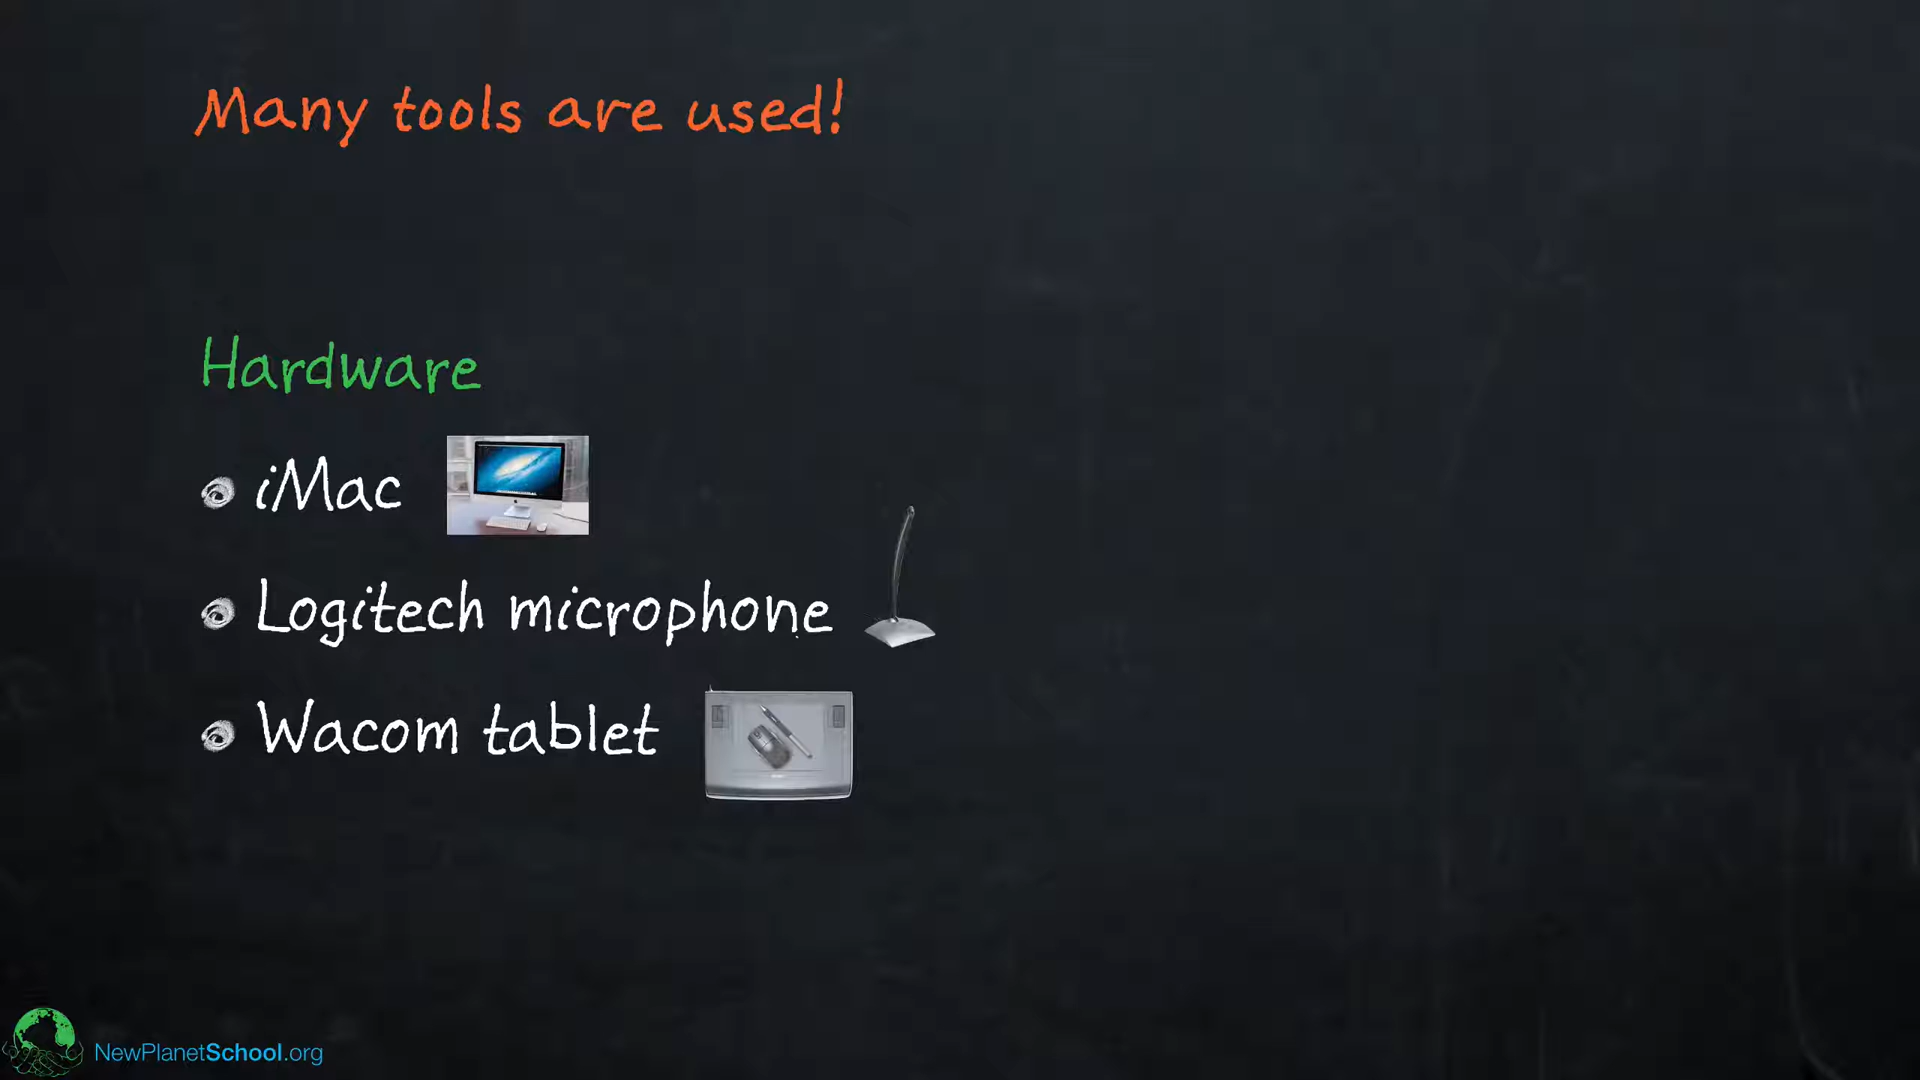 Many tools are used!
Hardware
iMac
Logitech microphone
Wacom tablet
NewPlanetSchool.org